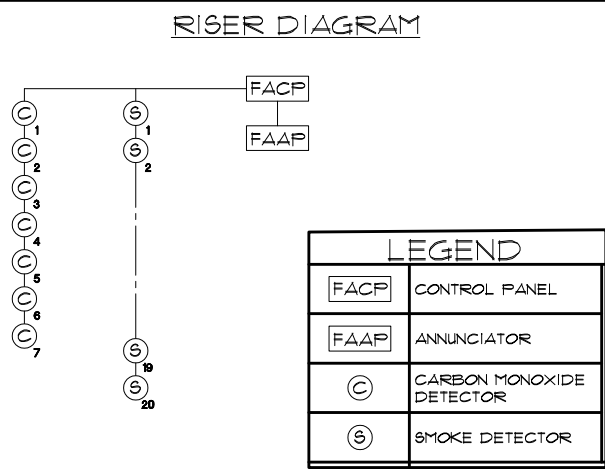 RISER DIAGRAM
FACP
FAAP
C
1
C
2
C
3
C
4
C
5
C
6
C
7
S
1
S
2
S
19
S
20
LEGEND
FACP CONTROL PANEL
FAAP ANNUNCIATOR
C CARBON MONOXIDE
DETECTOR
S SMOKE DETECTOR